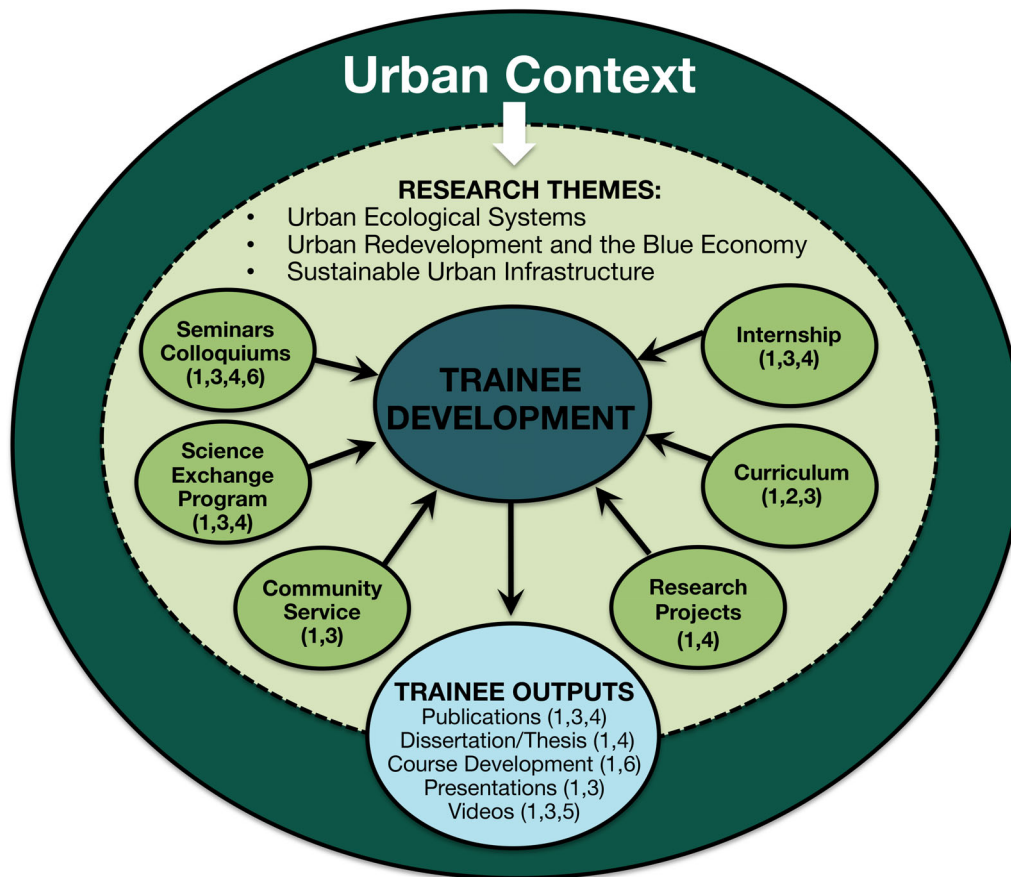 Urban Context
RESEARCH THEMES:
• Urban Ecological Systems
• Urban Redevelopment and the Blue Economy
• Sustainable Urban Infrastructure
Seminars
Colloquiums
(1,3,4,6)
Science
Exchange
Program
(1,3,4)
Community
Service
(1,3)
TRAINEE
DEVELOPMENT
Internship
(1,3,4)
Curriculum
(1,2,3)
Research
Projects
(1,4)
TRAINEE OUTPUTS
Publications (1,3,4)
Dissertation/Thesis (1,4)
Course Development (1,6)
Presentations (1,3)
Videos (1,3,5)